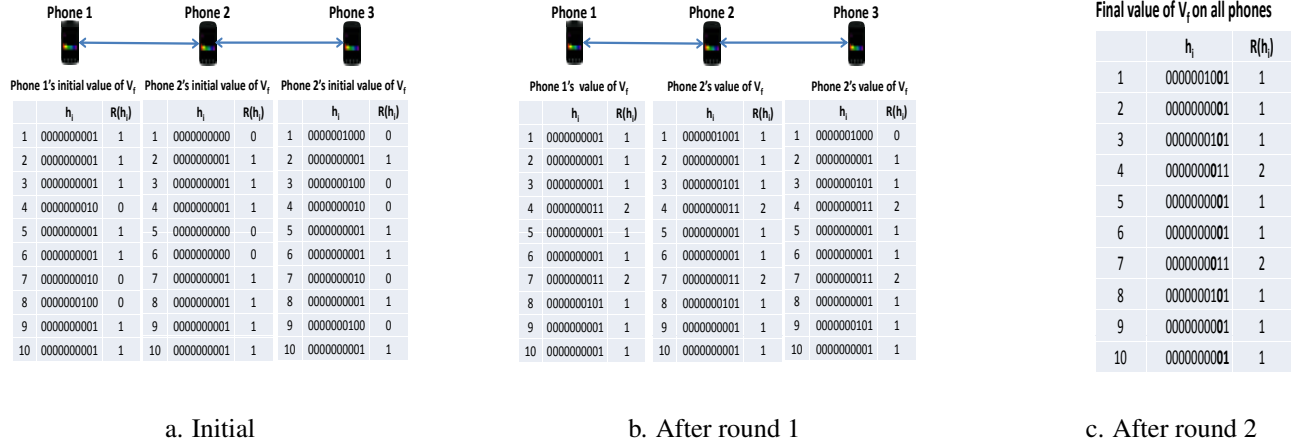 Phone 1 Phone 2 Phone 3
Phone 1's initial value of Vf Phone 2's initial value of Vf Phone 2's initial value of Vf
hi R(hi) hi R(hi) hi R(hi)
1 0000000001 1 1 0000000000 0 1 0000001000 0
2 0000000001 1 2 0000000001 1 2 0000000001 1
3 0000000001 1 3 0000000001 1 3 0000000100 0
4 0000000010 0 4 0000000001 1 4 0000000010 0
5 0000000001 1 5 0000000000 0 5 0000000001 1
6 0000000001 1 6 0000000000 0 6 0000000001 1
7 0000000010 0 7 0000000001 1 7 0000000010 0
8 0000000100 0 8 0000000001 1 8 0000000001 1
9 0000000001 1 9 0000000001 1 9 0000000100 0
10 0000000001 1 10 0000000001 1 10 0000000001 1
a. Initial
Phone 1 Phone 2 Phone 3
Phone 1's value of Vf Phone 2's value of Vf Phone 2's value of Vf
hi R(hi) hi R(hi) hi R(hi)
1 0000000001 1 1 0000001001 1 1 0000001000 0
2 0000000001 1 2 0000000001 1 2 0000000001 1
3 0000000001 1 3 0000000101 1 3 0000000101 1
4 0000000011 2 4 0000000011 2 4 0000000011 2
5 0000000001 1 5 0000000001 1 5 0000000001 1
6 0000000001 1 6 0000000001 1 6 0000000001 1
7 0000000011 2 7 0000000011 2 7 0000000011 2
8 0000000101 1 8 0000000101 1 8 0000000001 1
9 0000000001 1 9 0000000001 1 9 0000000101 1
10 0000000001 1 10 0000000001 1 10 0000000001 1
b. After round 1
Final value of Vf on all phones
hi R(hi)
1 0000001001 1
2 0000000001 1
3 0000000101 1
4 0000000011 2
5 0000000001 1
6 0000000001 1
7 0000000011 2
8 0000000101 1
9 0000000001 1
10 0000000001 1
c. After round 2